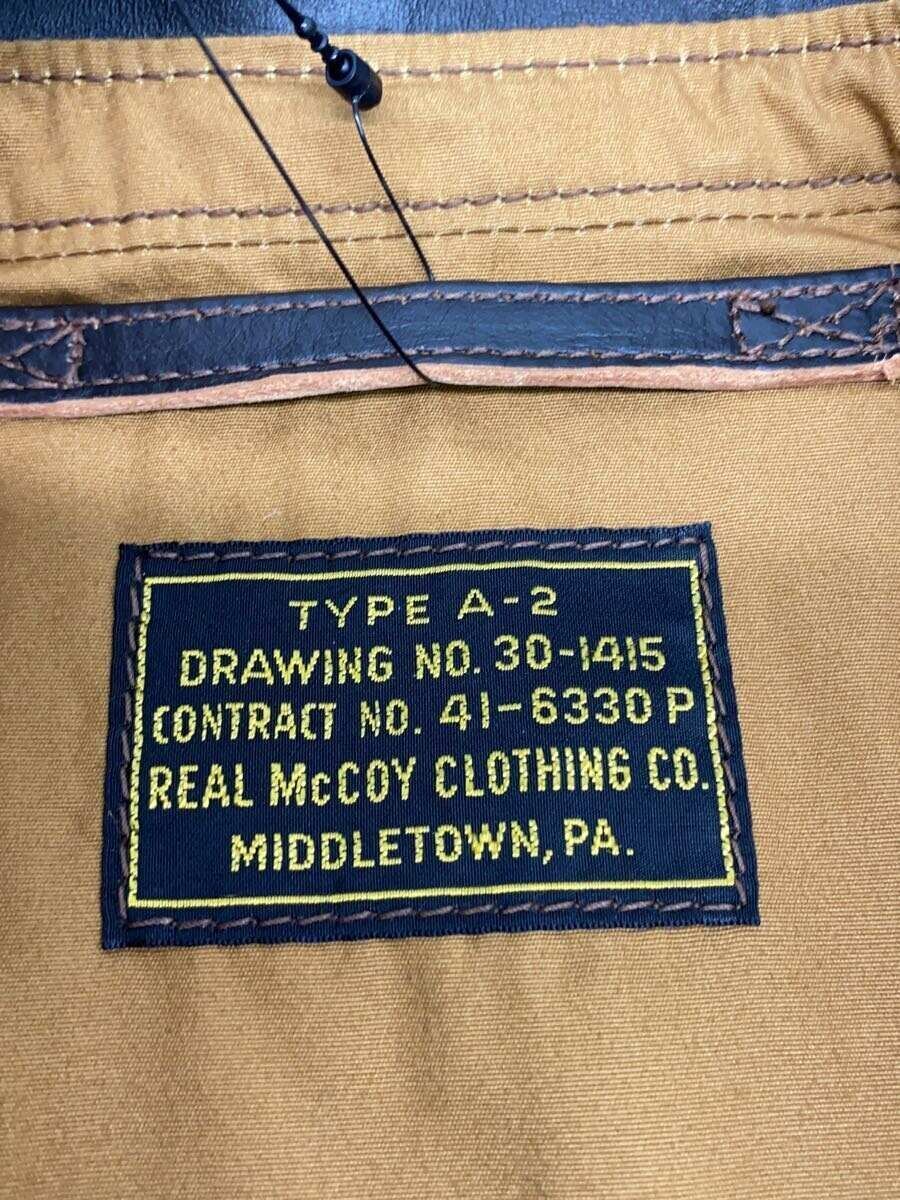 TYPE A-2
DRAWING NO. 30-1415
CONTRACT NO. 41-6330 P
REAL McCOY CLOTHING CO.
MIDDLETOWN, PA.